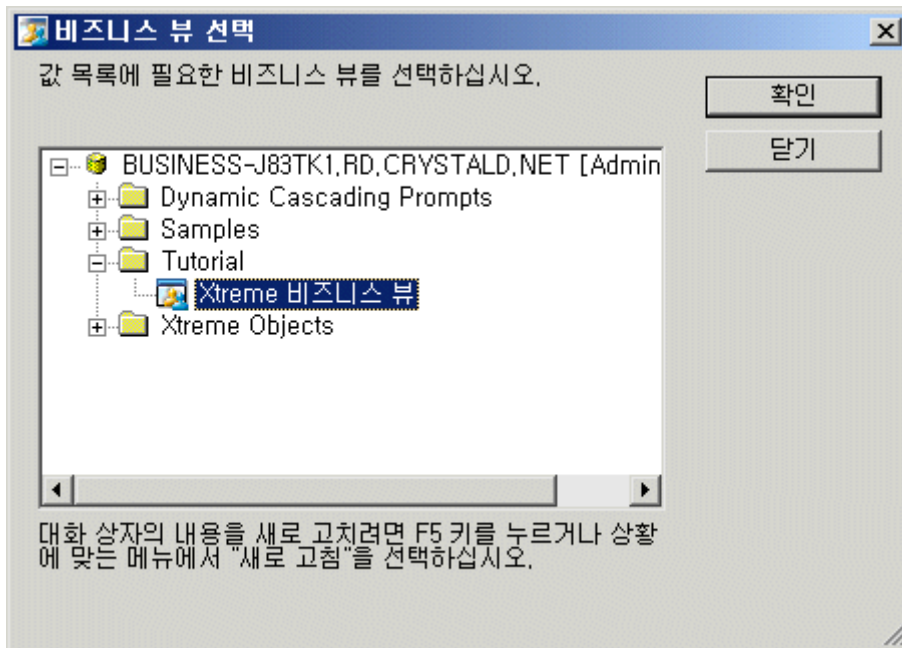 비즈니스 뷰 선택
값 목록에 필요한 비즈니스 뷰를 선택하십시오.
확인
닫기
BUSINESS-J83TK1.RD.CRYSTALD.NET [Admin
Dynamic Cascading Prompts
Samples
Tutorial
Xtreme 비즈니스 뷰
Xtreme Objects
대화 상자의 내용을 새로 고치려면 F5 키를 누르거나 상황
에 맞는 메뉴에서 "새로 고침"을 선택하십시오.